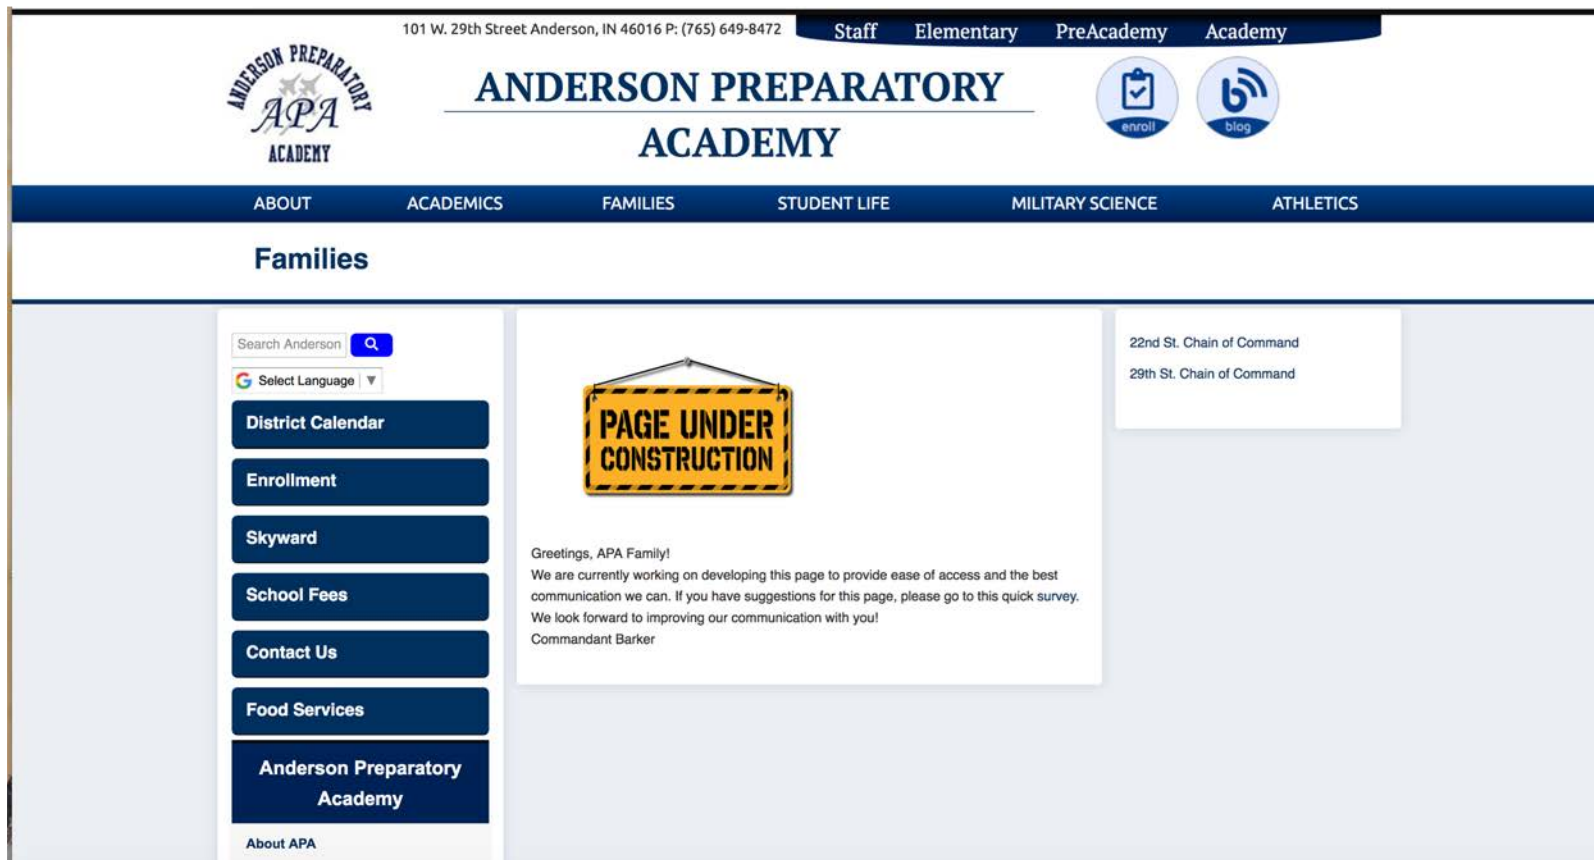 101 W. 29th Street Anderson, IN 46016 P: (765) 649-8472
Staff Elementary PreAcademy Academy
ANDERSON PREPARATORY
APA
ACADEMY
ANDERSON PREPARATORY
ACADEMY
enroll
blog
ABOUT ACADEMICS FAMILIES STUDENT LIFE MILITARY SCIENCE ATHLETICS
Families
Search Anderson
Select Language
District Calendar
Enrollment
Skyward
School Fees
Contact Us
Food Services
Anderson Preparatory
Academy
About APA
PAGE UNDER
CONSTRUCTION
Greetings, APA Family!
We are currently working on developing this page to provide ease of access and the best
communication we can. If you have suggestions for this page, please go to this quick survey.
We look forward to improving our communication with you!
Commandant Barker
22nd St. Chain of Command
29th St. Chain of Command